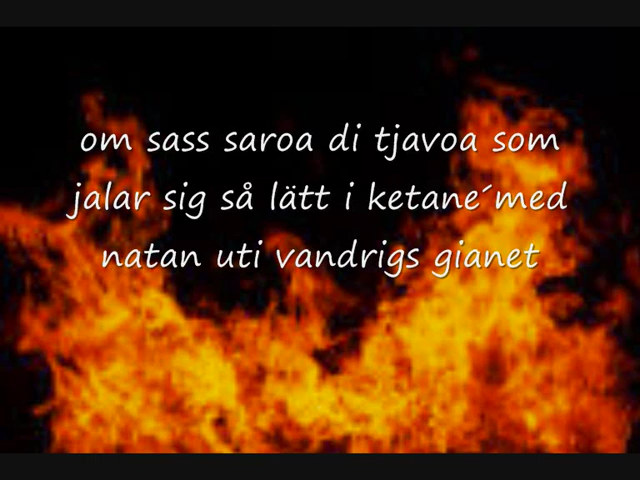 om sass saroa di tjavoa som
jalar sig så lätt i ketane´med
natan uti vandrigs gianet